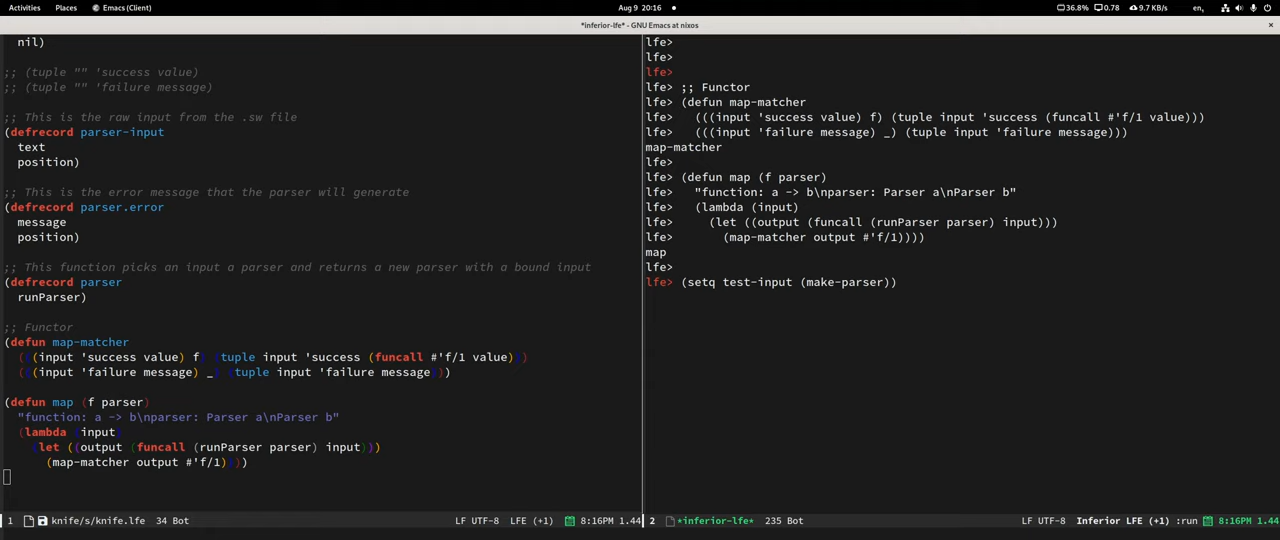 Activities Places Emacs (Client) Aug 9 20:16 36.8% 0.78 9.7 KB/s en,
*inferior-lfe* - GNU Emacs at nixos
nil)
;; (tuple "" 'success value)
;; (tuple "" 'failure message)
;; This is the raw input from the .sw file
(defrecord parser-input
text
position)
;; This is the error message that the parser will generate
(defrecord parser.error
message
position)
;; This function picks an input a parser and returns a new parser with a bound input
(defrecord parser
runParser)
;; Functor
(defun map-matcher
(((input 'success value) f) (tuple input 'success (funcall #'f/1 value)))
(((input 'failure message) _) (tuple input 'failure message)))
(defun map (f parser)
"function: a -> b\nparser: Parser a\nParser b"
(lambda (input)
(let ((output (funcall (runParser parser) input)))
(map-matcher output #'f/1))))
1 knife/s/knife.lfe 34 Bot LF UTF-8 LFE (+1) 8:16PM 1.44
lfe>
lfe>
lfe>
lfe> ;; Functor
lfe> (defun map-matcher
lfe> (((input 'success value) f) (tuple input 'success (funcall #'f/1 value)))
lfe> (((input 'failure message) _) (tuple input 'failure message)))
map-matcher
lfe>
lfe> (defun map (f parser)
lfe> "function: a -> b\nparser: Parser a\nParser b"
lfe> (lambda (input)
lfe> (let ((output (funcall (runParser parser) input)))
lfe> (map-matcher output #'f/1))))
map
lfe>
lfe> (setq test-input (make-parser))
2 *inferior-lfe* 235 Bot LF UTF-8 Inferior LFE (+1) :run 8:16PM 1.44